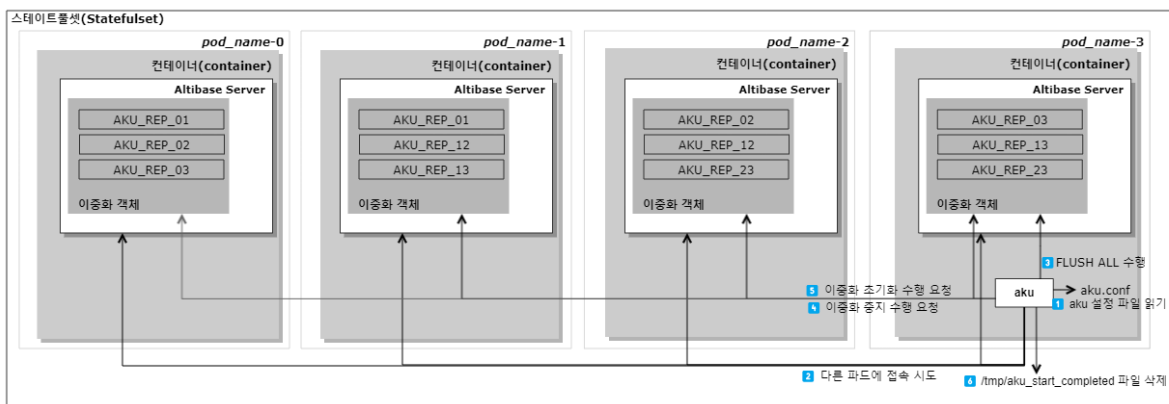 스테이트풀셋(Statefulset)
pod_name-0
컨테이너(container)
Altibase Server
AKU_REP_01
AKU_REP_02
AKU_REP_03
이중화 객체
pod_name-1
컨테이너(container)
Altibase Server
AKU_REP_01
AKU_REP_12
AKU_REP_13
이중화 객체
pod_name-2
컨테이너(container)
Altibase Server
AKU_REP_02
AKU_REP_12
AKU_REP_23
이중화 객체
pod_name-3
컨테이너(container)
Altibase Server
AKU_REP_03
AKU_REP_13
AKU_REP_23
이중화 객체
3 FLUSH ALL 수행
5 이중화 초기화 수행 요청
4 이중화 중지 수행 요청
aku
aku.conf
1 aku 설정 파일 읽기
2 다른 파드에 접속 시도
6 /tmp/aku_start_completed 파일 삭제